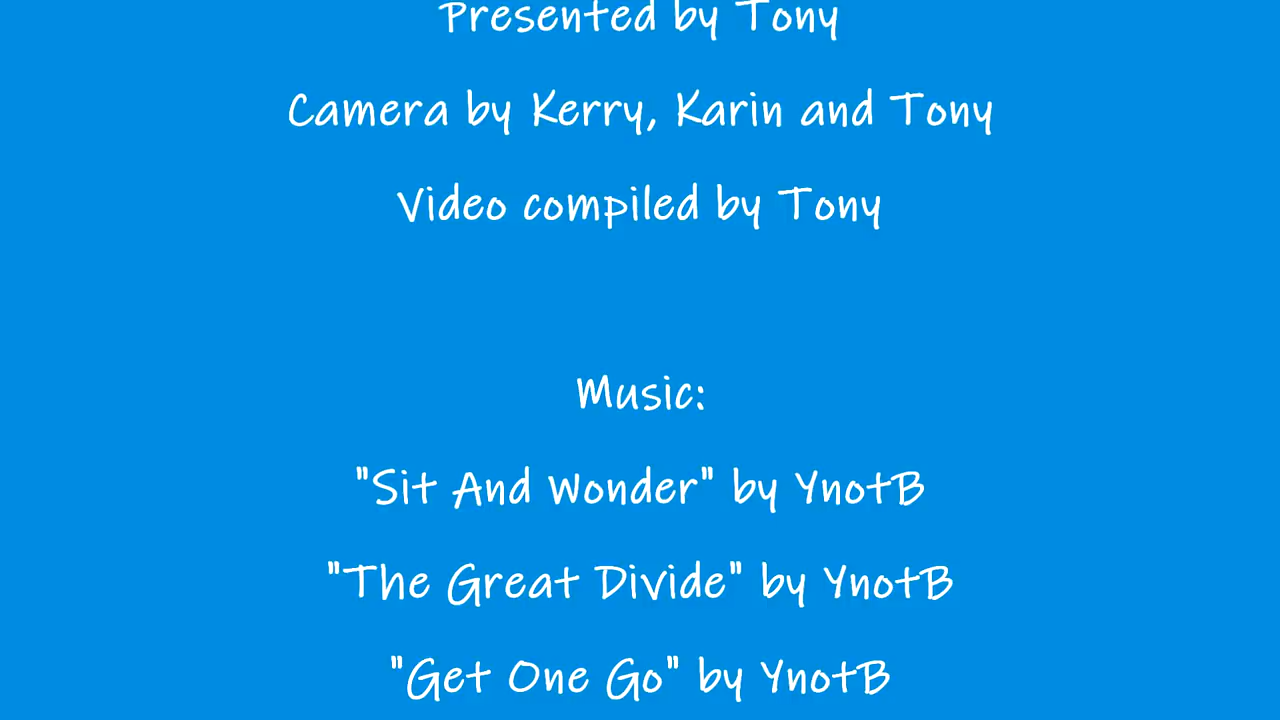 Presented by Tony
Camera by Kerry, Karin and Tony
Video compiled by Tony
Music:
"Sit And Wonder" by YnotB
"The Great Divide" by YnotB
"Get One Go" by YnotB